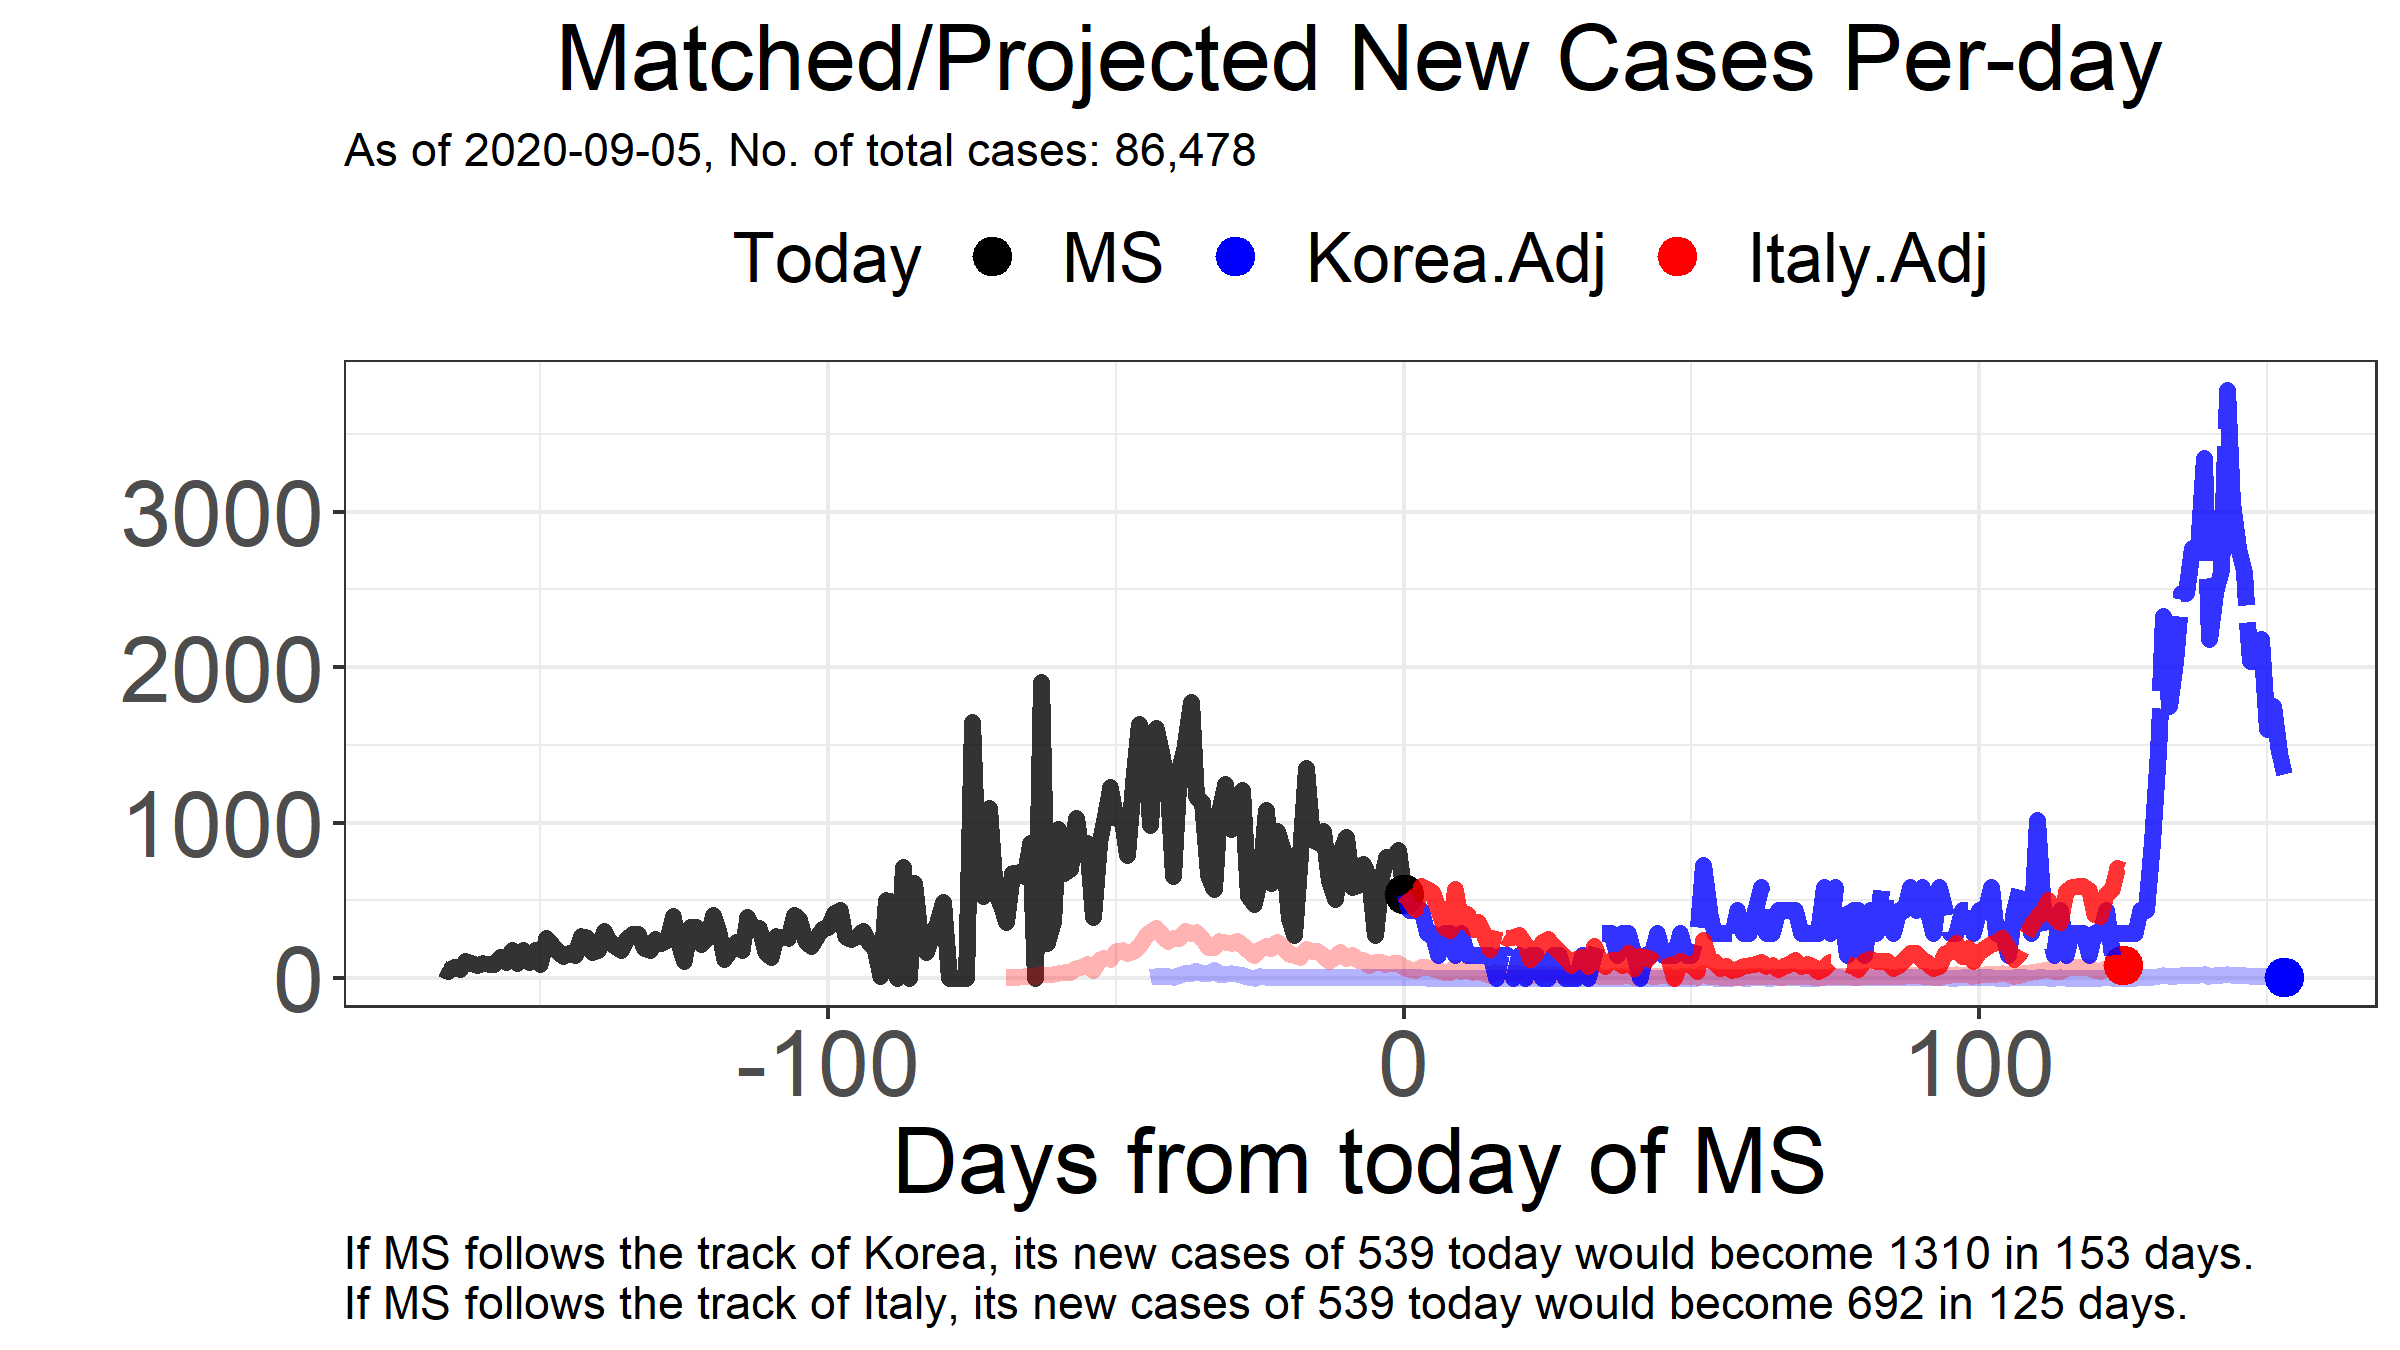 Matched/Projected New Cases Per-day
As of 2020-09-05, No. of total cases: 86,478
Today MS Korea.Adj Italy.Adj
3000
2000
1000
0
-100 0 100
Days from today of MS
If MS follows the track of Korea, its new cases of 539 today would become 1310 in 153 days.
If MS follows the track of Italy, its new cases of 539 today would become 692 in 125 days.